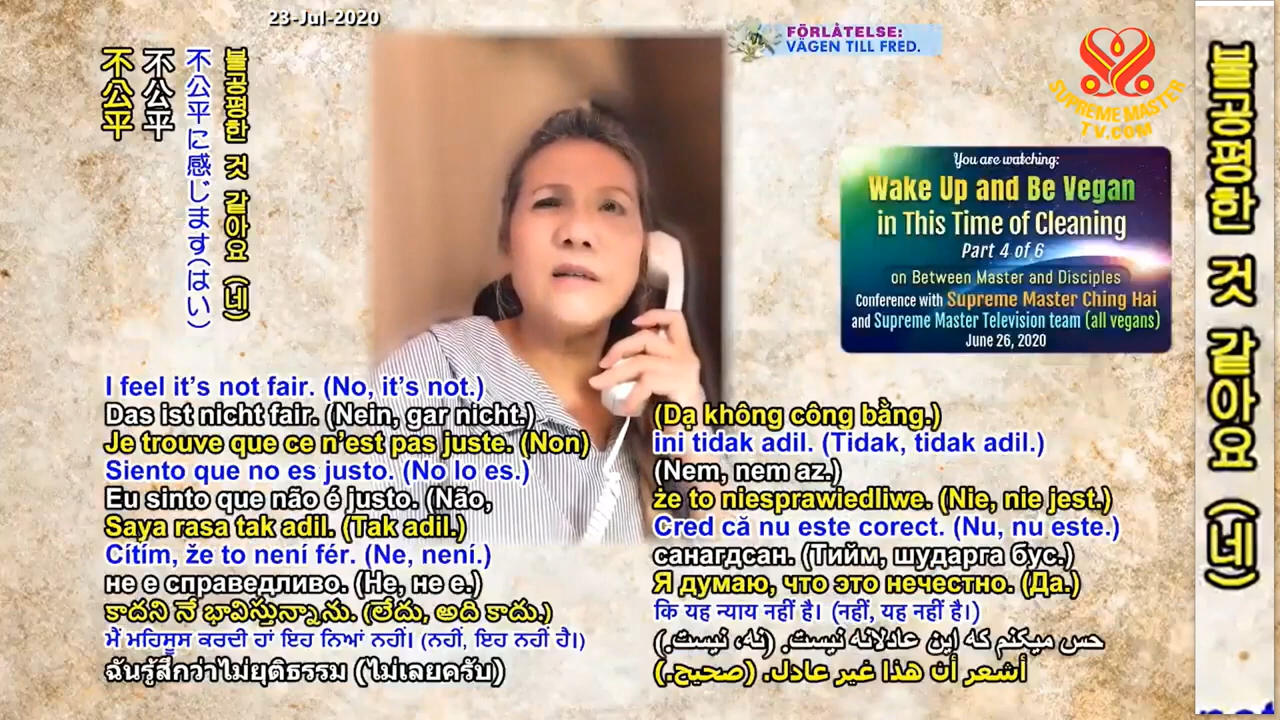 23-Jul-2020
FÖRLÅTELSE:
VÄGEN TILL FRED.
SUPREME MASTER
TV.COM
You are watching:
Wake Up and Be Vegan
in This Time of Cleaning
Part 4 of 6
on Between Master and Disciples
Conference with Supreme Master Ching Hai
and Supreme Master Television team (all vegans)
June 26, 2020
불공평한 것 같아요 (네)
불공평한 것 같아요 (네)
不公平に感じます(はい)
不公平
不公平
I feel it’s not fair. (No, it’s not.)
Das ist nicht fair. (Nein, gar nicht.)
Je trouve que ce n’est pas juste. (Non)
Siento que no es justo. (No lo es.)
Eu sinto que não é justo. (Não,
Saya rasa tak adil. (Tak adil.)
Cítím, že to není fér. (Ne, není.)
не е справедливо. (Не, не е.)
కాదని నే భావిస్తున్నాను. (లేదు, అది కాదు.)
ਮੈਂ ਮਹਿਸੂਸ ਕਰਦੀ ਹਾਂ ਇਹ ਨਿਆਂ ਨਹੀਂ। (ਨਹੀਂ, ਇਹ ਨਹੀਂ ਹੈ।)
ฉันรู้สึกว่าไม่ยุติธรรม (ไม่เลยครับ)
(Dạ không công bằng.)
ini tidak adil. (Tidak, tidak adil.)
(Nem, nem az.)
że to niesprawiedliwe. (Nie, nie jest.)
Cred că nu este corect. (Nu, nu este.)
санагдсан. (Тийм, шударга бус.)
Я думаю, что это нечестно. (Да.)
कि यह न्याय नहीं है। (नहीं, यह नहीं है।)
حس میکنم که این عادلانه نیست. (نه، نیست.)
أشعر أن هذا غير عادل. (صحيح.)